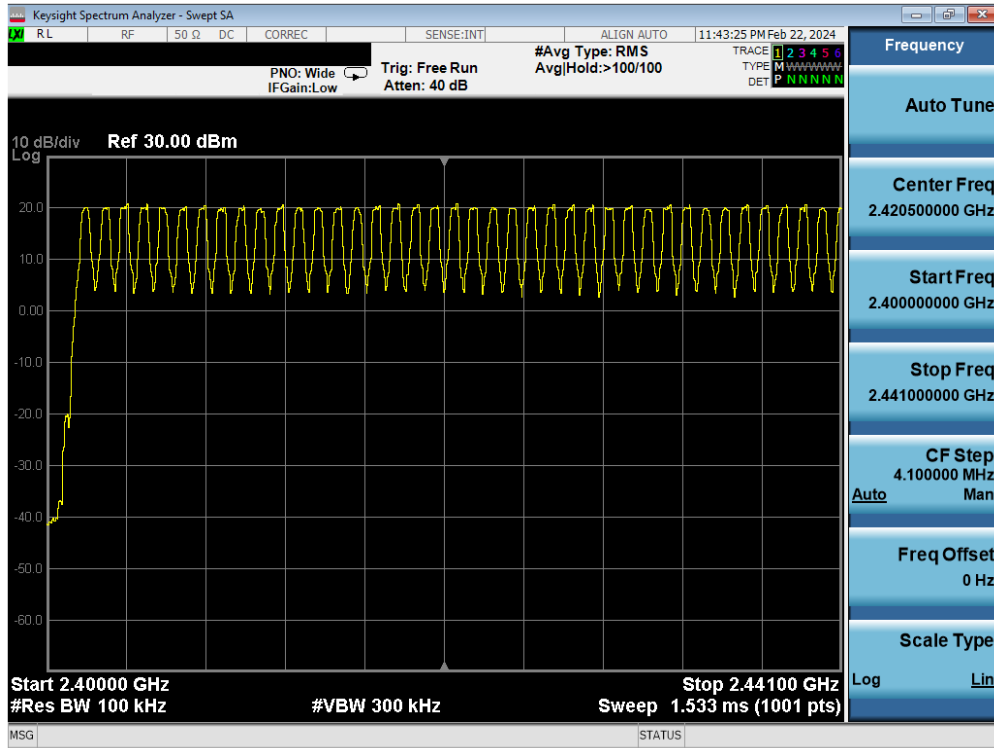 Keysight Spectrum Analyzer - Swept SA
LXI RL RF 50 Ω DC CORREC SENSE:INT ALIGN AUTO 11:43:25 PM Feb 22, 2024
PNO: Wide
IFGain:Low
Trig: Free Run
Atten: 40 dB
#Avg Type: RMS
Avg|Hold:>100/100
TRACE 1 2 3 4 5 6
TYPE M WWWWW
DET P N N N N N
10 dB/div
Log
Ref 30.00 dBm
20.0
10.0
0.00
-10.0
-20.0
-30.0
-40.0
-50.0
-60.0
Start 2.40000 GHz
Stop 2.44100 GHz
#Res BW 100 kHz
#VBW 300 kHz
Sweep 1.533 ms (1001 pts)
MSG
STATUS
Frequency
Auto Tune
Center Freq
2.420500000 GHz
Start Freq
2.400000000 GHz
Stop Freq
2.441000000 GHz
CF Step
4.100000 MHz
Auto Man
Freq Offset
0 Hz
Scale Type
Log Lin